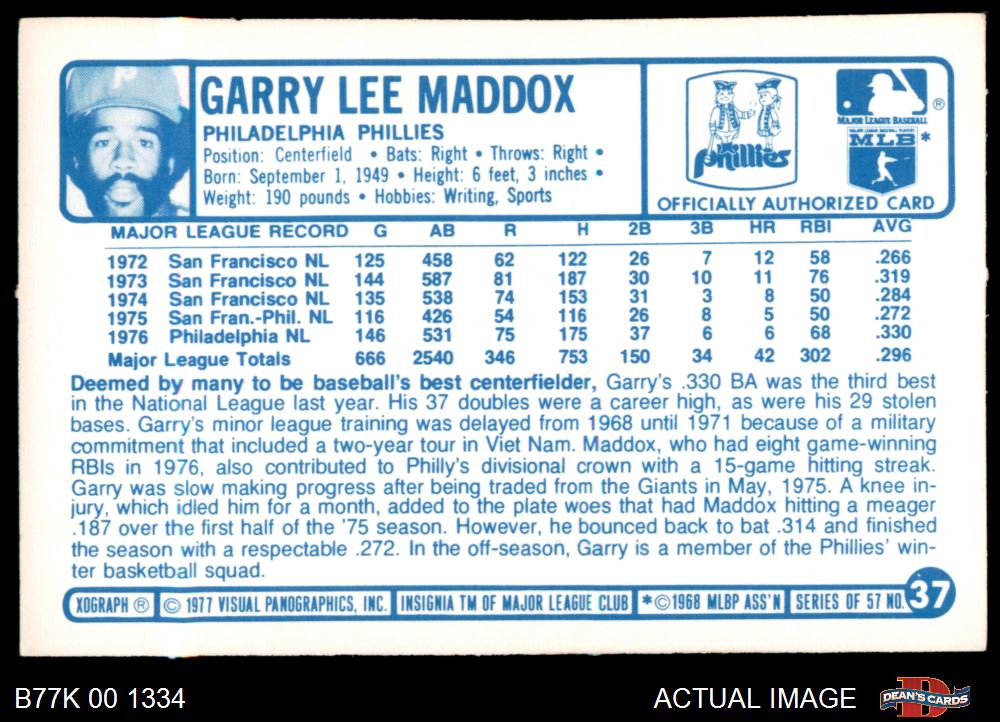 GARRY LEE MADDOX
PHILADELPHIA PHILLIES
Position: Centerfield • Bats: Right • Throws: Right •
Born: September 1, 1949 • Height: 6 feet, 3 inches •
Weight: 190 pounds • Hobbies: Writing, Sports
P
Phillies
MAJOR LEAGUE BASEBALL ®
MAJOR LEAGUE BASEBALL PLAYERS
MLB *
OFFICIALLY AUTHORIZED CARD
MAJOR LEAGUE RECORD G AB R H 2B 3B HR RBI AVG
1972 San Francisco NL 125 458 62 122 26 7 12 58 .266
1973 San Francisco NL 144 587 81 187 30 10 11 76 .319
1974 San Francisco NL 135 538 74 153 31 3 8 50 .284
1975 San Fran.-Phil. NL 116 426 54 116 26 8 5 50 .272
1976 Philadelphia NL 146 531 75 175 37 6 6 68 .330
Major League Totals 666 2540 346 753 150 34 42 302 .296
Deemed by many to be baseball's best centerfielder, Garry's .330 BA was the third best
in the National League last year. His 37 doubles were a career high, as were his 29 stolen
bases. Garry's minor league training was delayed from 1968 until 1971 because of a military
commitment that included a two-year tour in Viet Nam. Maddox, who had eight game-winning
RBIs in 1976, also contributed to Philly's divisional crown with a 15-game hitting streak.
Garry was slow making progress after being traded from the Giants in May, 1975. A knee in-
jury, which idled him for a month, added to the plate woes that had Maddox hitting a meager
.187 over the first half of the '75 season. However, he bounced back to bat .314 and finished
the season with a respectable .272. In the off-season, Garry is a member of the Phillies' win-
ter basketball squad.
XOGRAPH ® © 1977 VISUAL PANOGRAPHICS, INC. INSIGNIA TM OF MAJOR LEAGUE CLUB *©1968 MLBP ASS'N SERIES OF 57 NO. 37
B77K 00 1334
ACTUAL IMAGE
D
DEAN'S CARDS